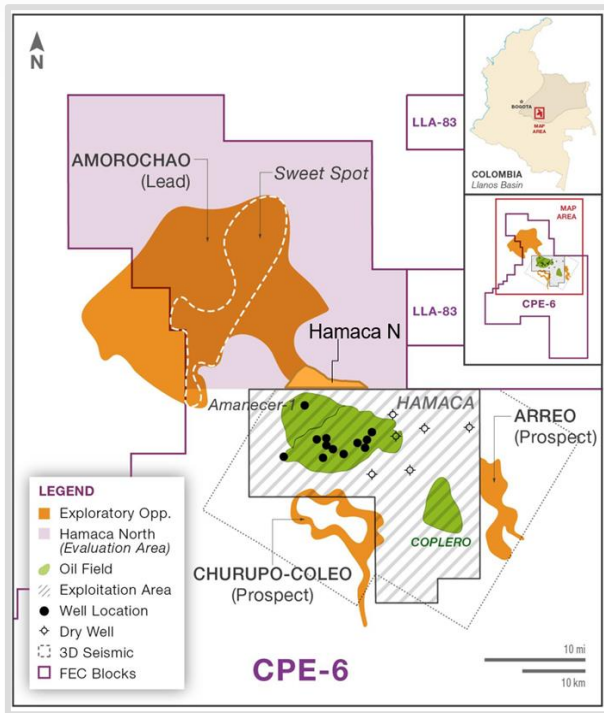 N
AMOROCHAO
(Lead)
Sweet Spot
LLA-83
BOGOTA
MAP
AREA
COLOMBIA
Llanos Basin
MAP
AREA
CPE-6
LLA-83
Hamaca N
Amanecer-1
HAMACA
ARREO
(Prospect)
COPLERO
CHURUPO-COLEO
(Prospect)
LEGEND
Exploratory Opp.
Hamaca North
(Evaluation Area)
Oil Field
Exploitation Area
Well Location
Dry Well
3D Seismic
FEC Blocks
CPE-6
10 mi
10 km